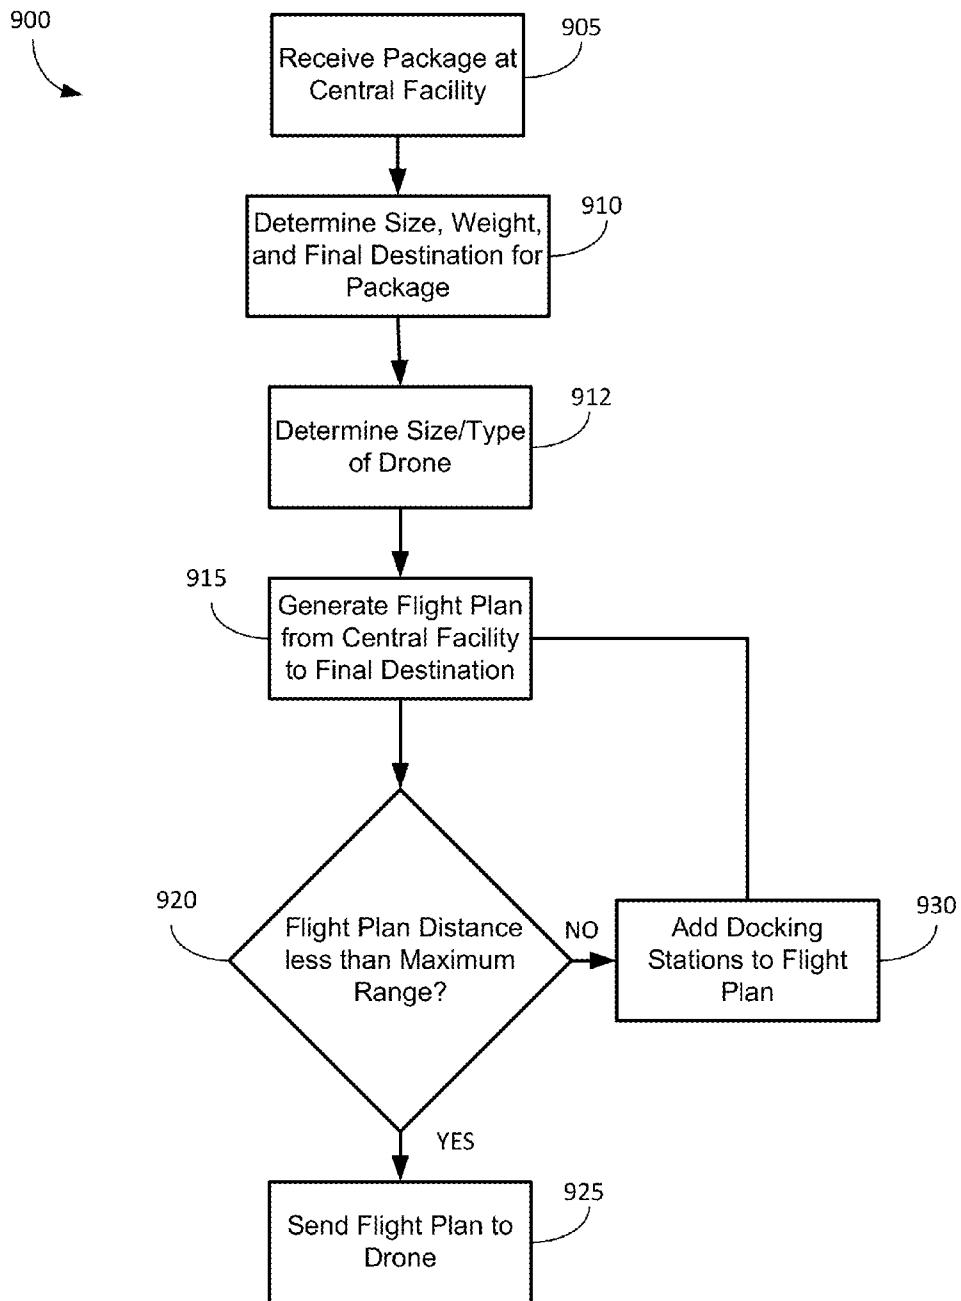 900
905
Receive Package at
Central Facility
910
Determine Size, Weight,
and Final Destination for
Package
912
Determine Size/Type
of Drone
915
Generate Flight Plan
from Central Facility
to Final Destination
920
Flight Plan Distance
less than Maximum
Range?
NO
930
Add Docking
Stations to Flight
Plan
YES
925
Send Flight Plan to
Drone